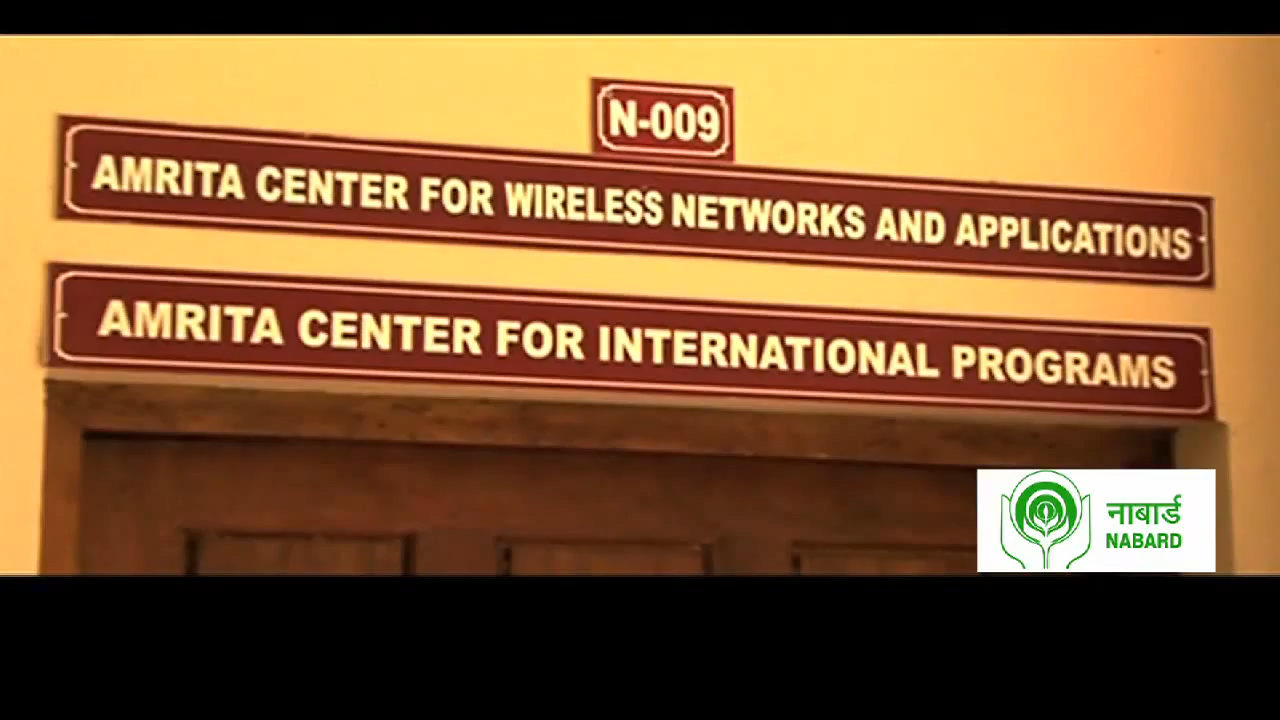 N-009
AMRITA CENTER FOR WIRELESS NETWORKS AND APPLICATIONS
AMRITA CENTER FOR INTERNATIONAL PROGRAMS
नाबार्ड
NABARD